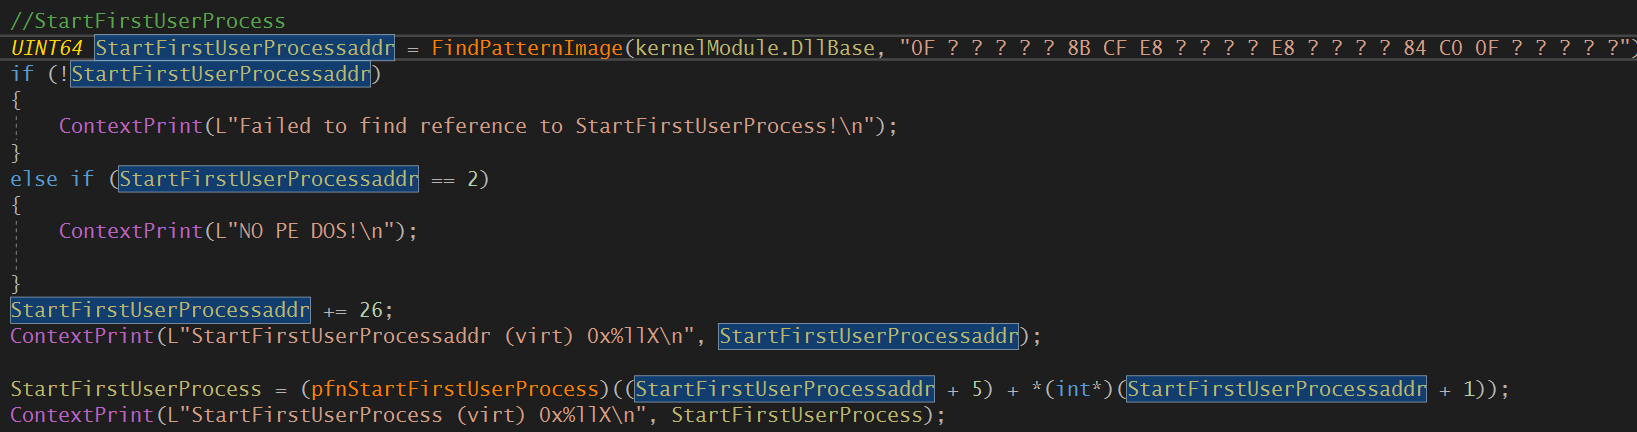 //StartFirstUserProcess
UINT64 StartFirstUserProcessaddr = FindPatternImage(kernelModule.DllBase, "0F ? ? ? ? ? 8B CF E8 ? ? ? ? E8 ? ? ? ? 84 C0 0F ? ? ? ? ?")
if (!StartFirstUserProcessaddr)
{
    ContextPrint(L"Failed to find reference to StartFirstUserProcess!\n");
}
else if (StartFirstUserProcessaddr == 2)
{
    ContextPrint(L"NO PE DOS!\n");
}
StartFirstUserProcessaddr += 26;
ContextPrint(L"StartFirstUserProcessaddr (virt) 0x%llX\n", StartFirstUserProcessaddr);
StartFirstUserProcess = (pfnStartFirstUserProcess)((StartFirstUserProcessaddr + 5) + *(int*)(StartFirstUserProcessaddr + 1));
ContextPrint(L"StartFirstUserProcess (virt) 0x%llX\n", StartFirstUserProcess);